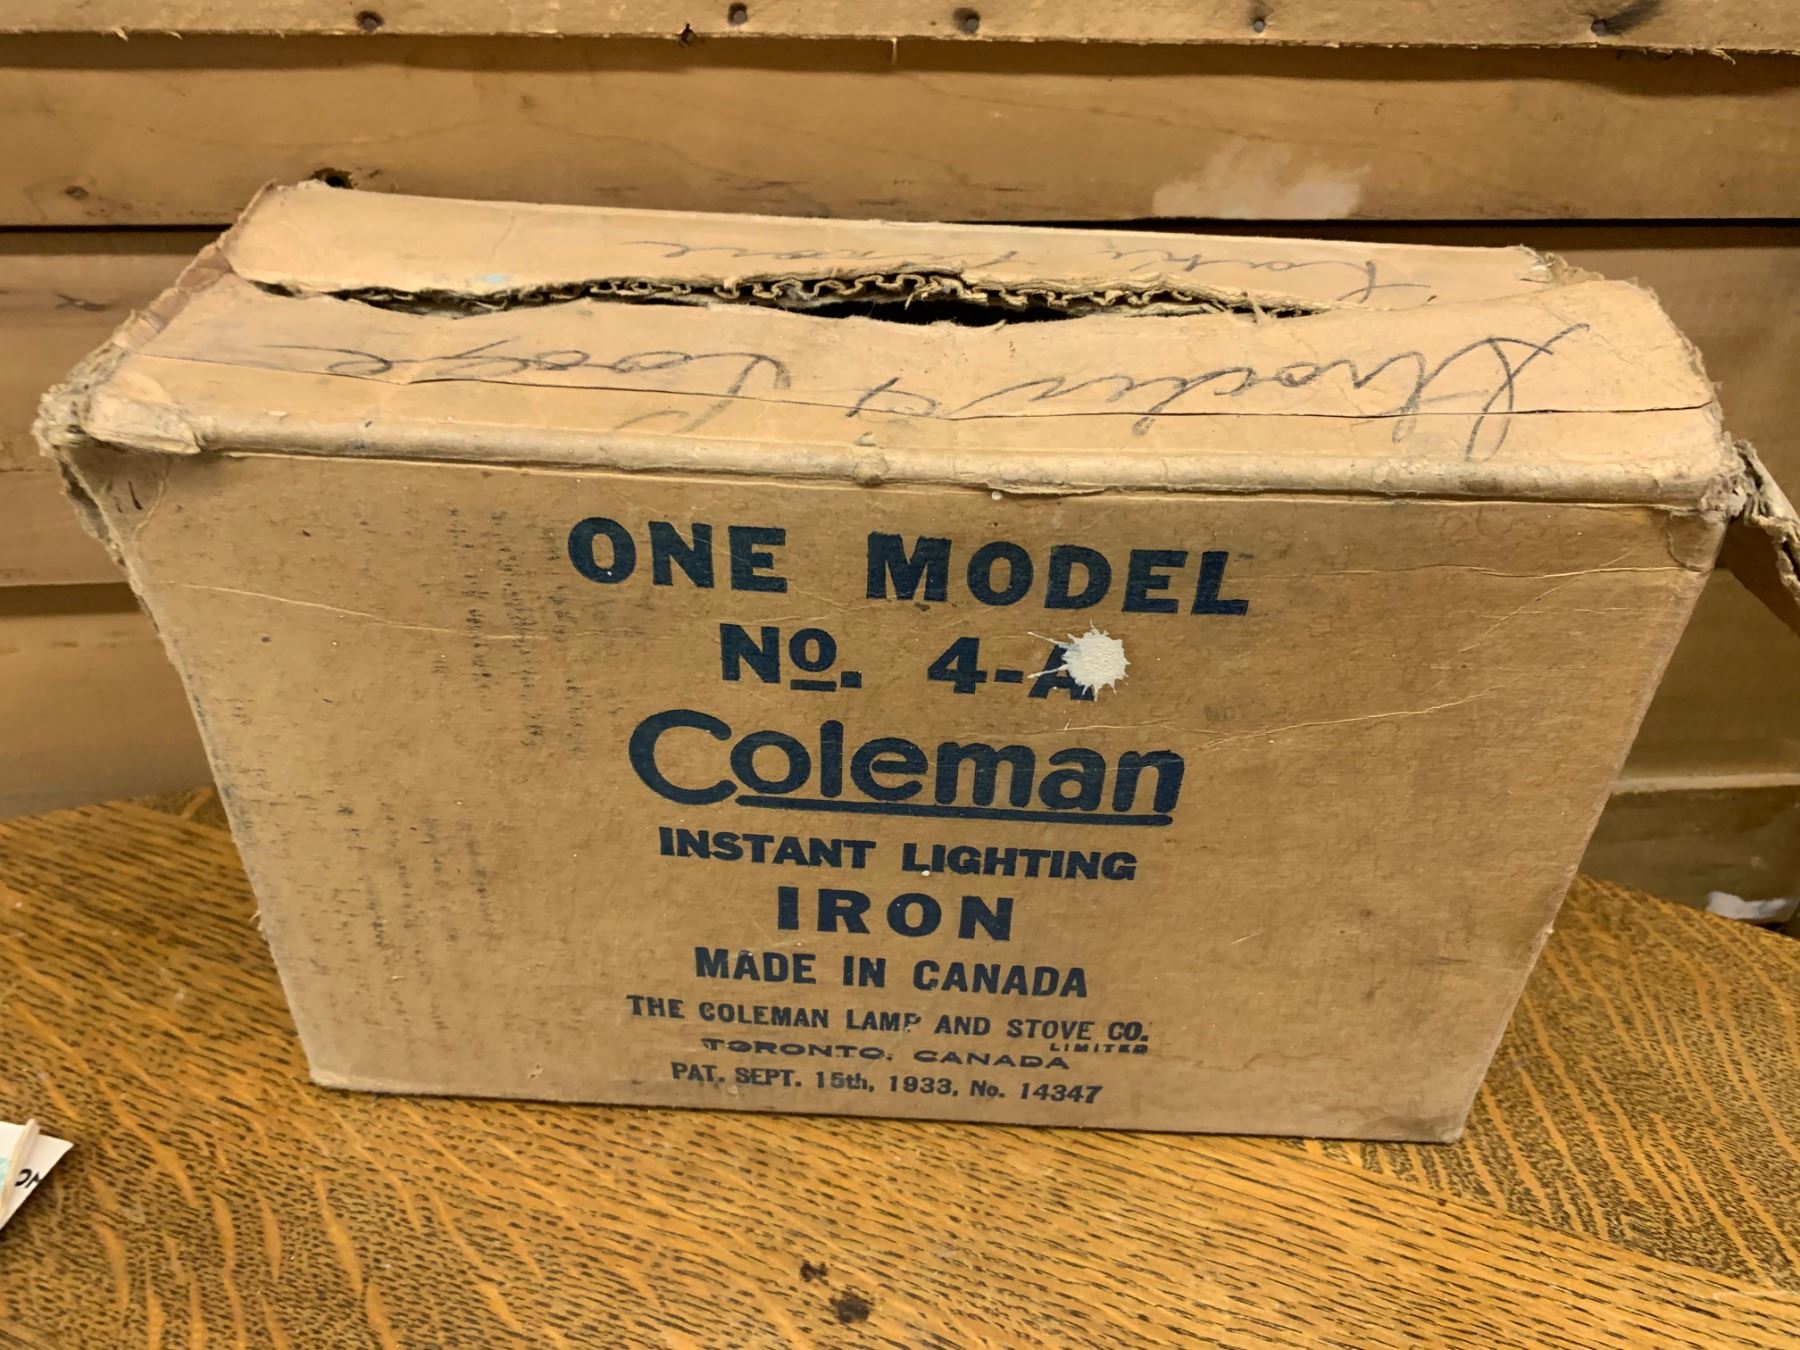 ONE MODEL
No. 4-A
Coleman
INSTANT LIGHTING
IRON
MADE IN CANADA
THE COLEMAN LAMP AND STOVE CO.
LIMITED
TORONTO, CANADA
PAT. SEPT. 15th, 1933, No. 14347